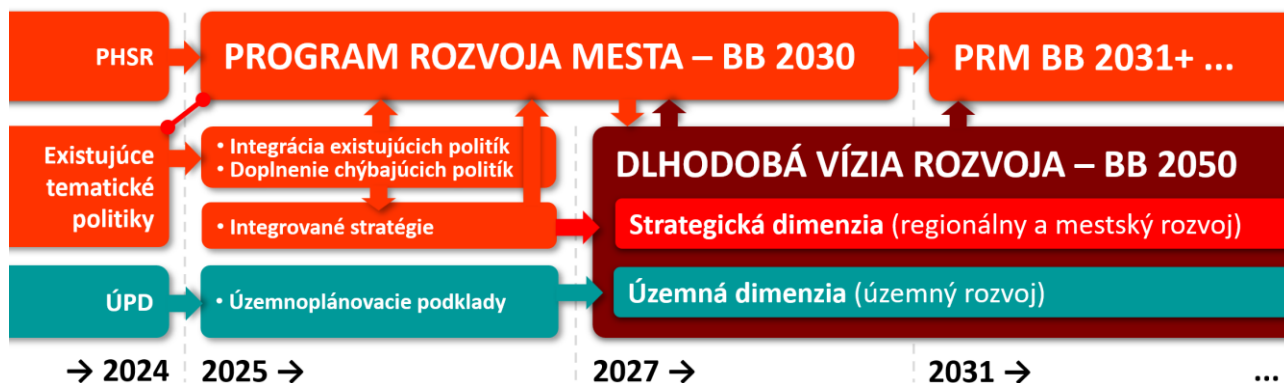 PHSR
PROGRAM ROZVOJA MESTA – BB 2030
PRM BB 2031+ ...
Existujúce
tematické
politiky
• Integrácia existujúcich politík
• Doplnenie chýbajúcich politík
• Integrované stratégie
DLHODOBÁ VÍZIA ROZVOJA – BB 2050
Strategická dimenzia (regionálny a mestský rozvoj)
ÚPD
• Územnoplánovacie podklady
Územná dimenzia (územný rozvoj)
→ 2024
2025 →
2027 →
2031 →
...